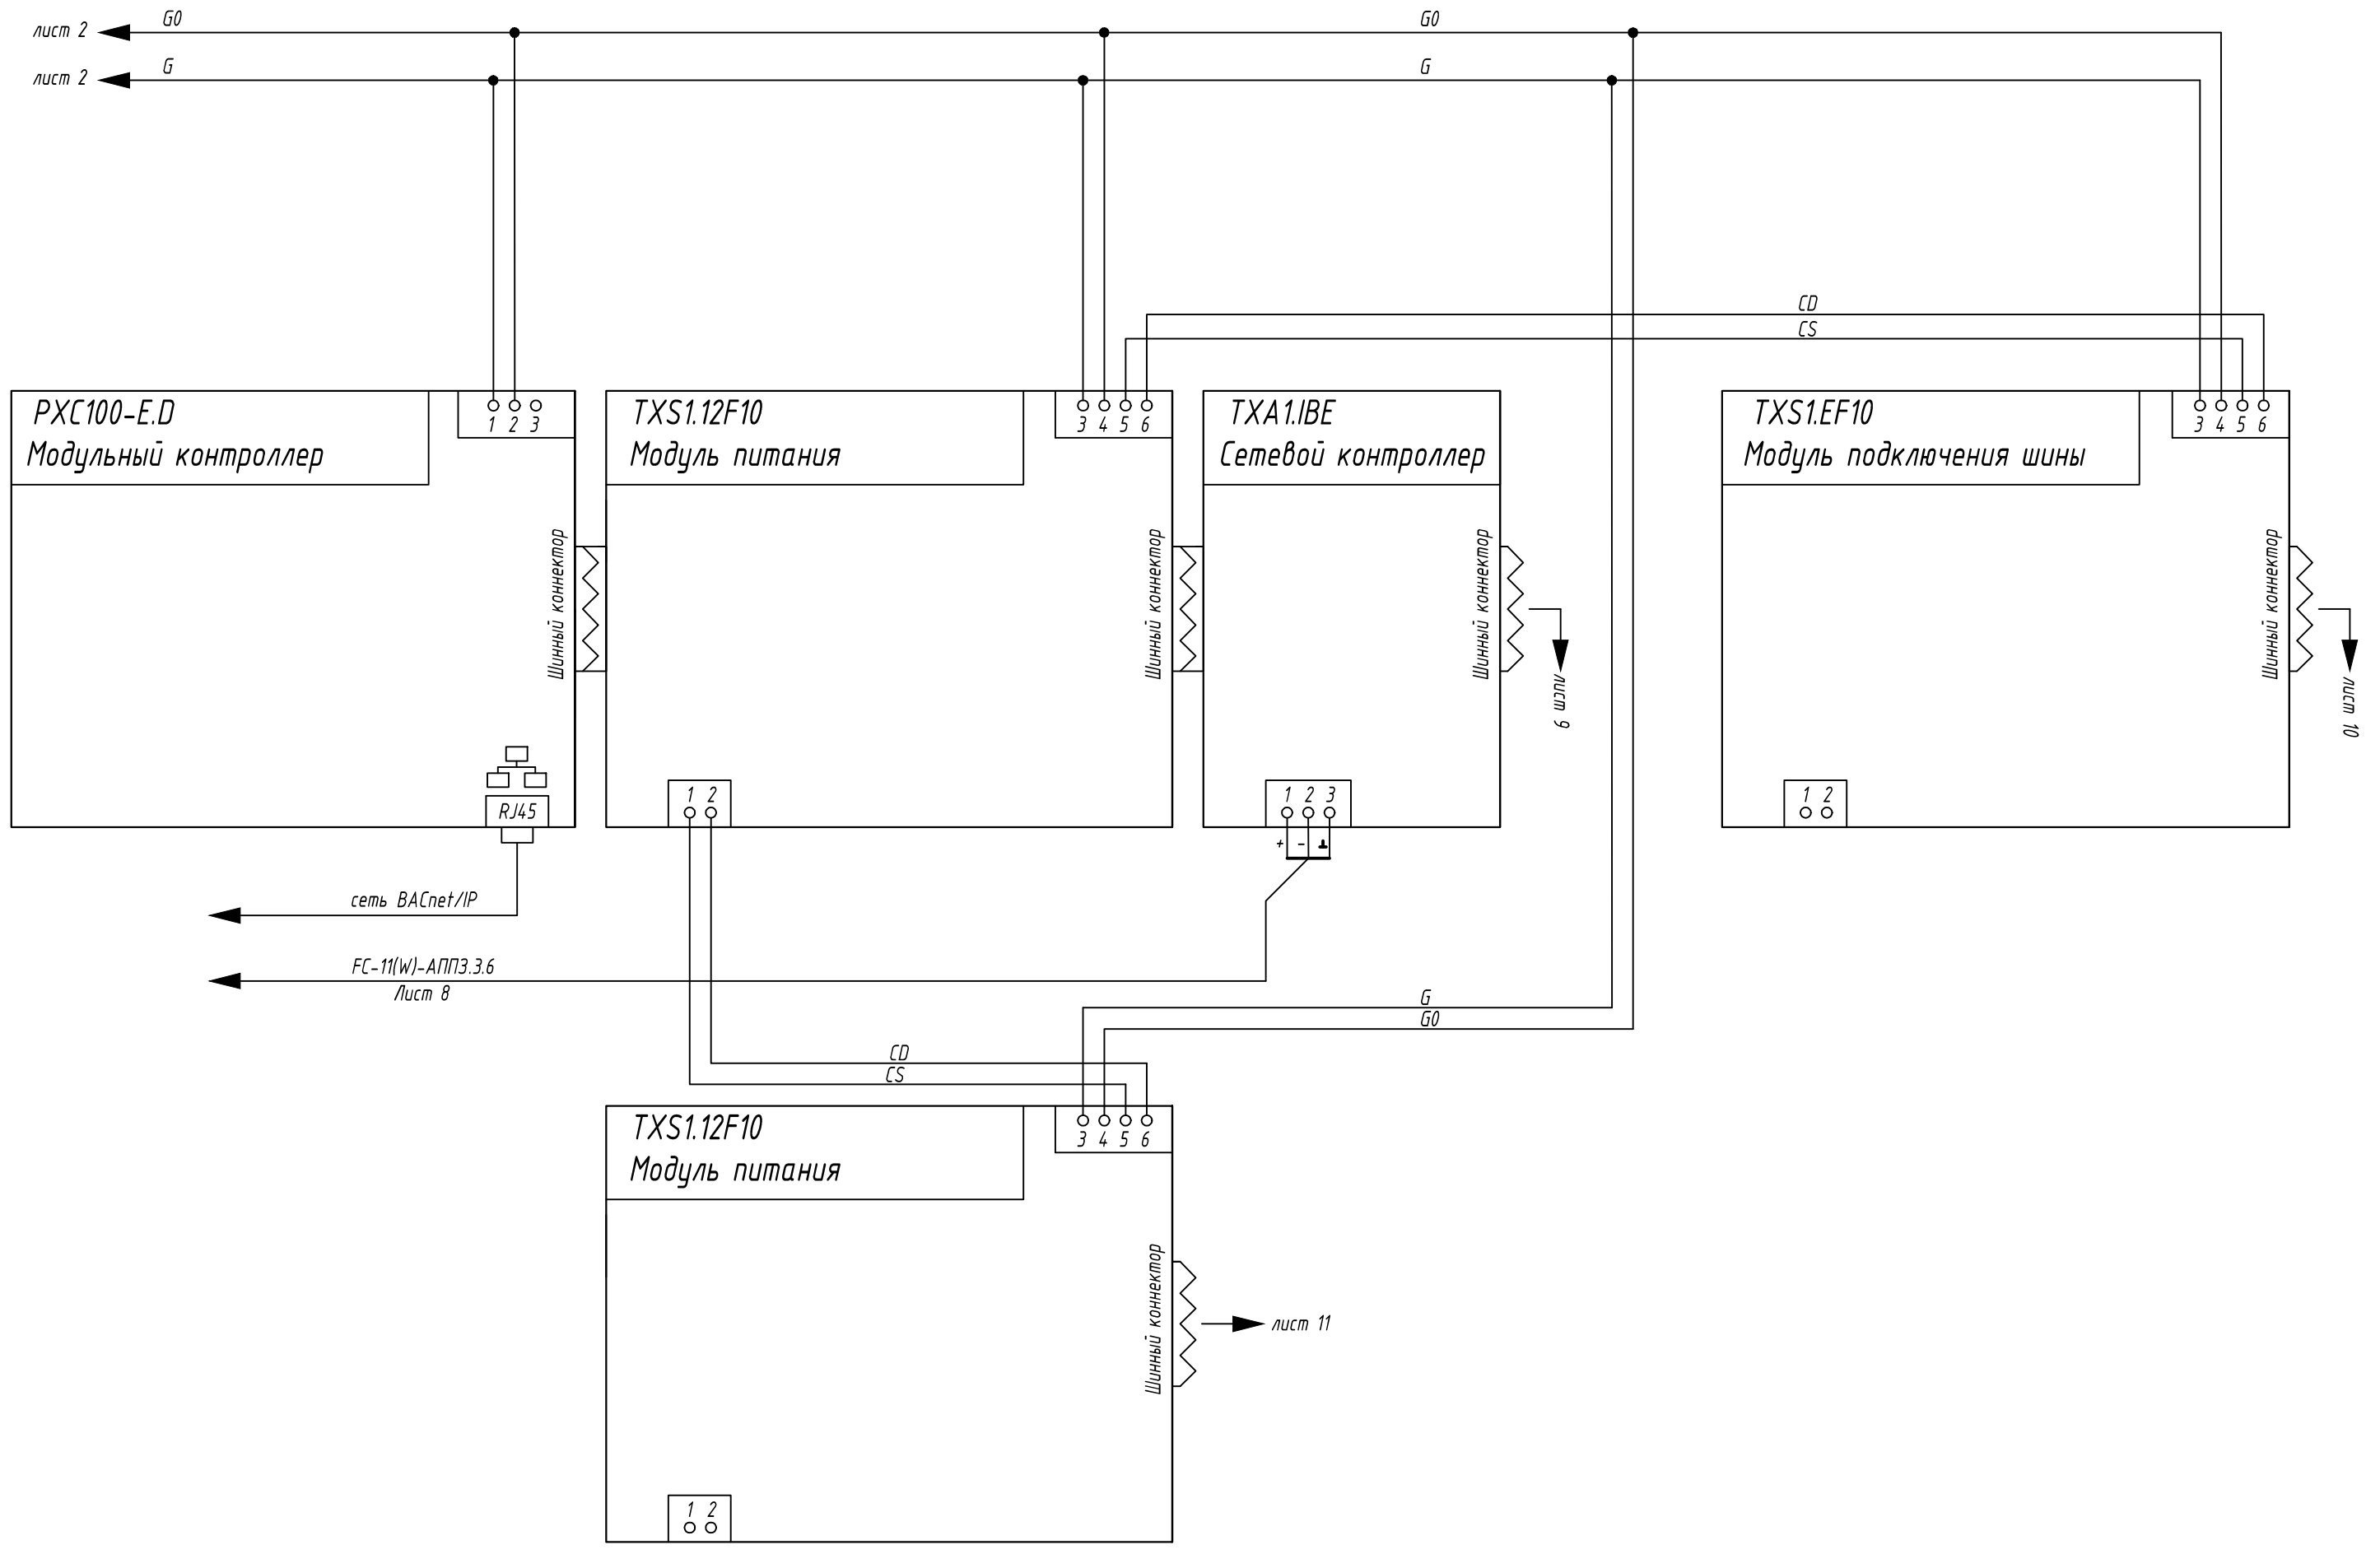 лист 2
G0
G0
лист 2
G
G
CD
CS
PXC100-E.D
Модульный контроллер
1 2 3
TXS1.12F10
Модуль питания
3 4 5 6
TXA1.IBE
Сетевой контроллер
TXS1.EF10
Модуль подключения шины
3 4 5 6
Шинный коннектор
Шинный коннектор
Шинный коннектор
Шинный коннектор
лист 9
лист 10
RJ45
1 2
1 2 3
+ -
1 2
сеть BACnet/IP
FC-11(W)-АПП3.3.6
Лист 8
G
G0
CD
CS
TXS1.12F10
Модуль питания
3 4 5 6
Шинный коннектор
лист 11
1 2